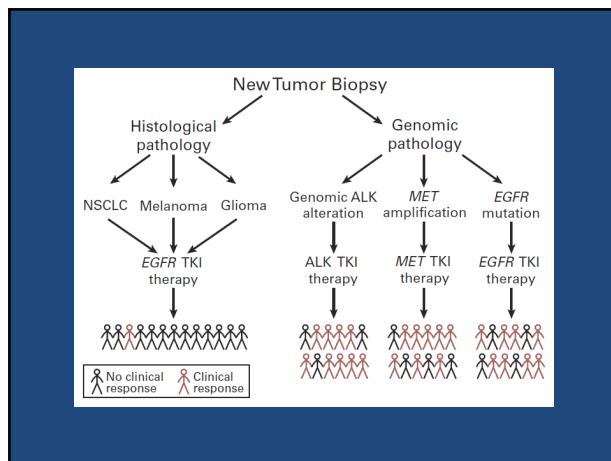 New Tumor Biopsy
Histological
pathology
Genomic
pathology
NSCLC
Melanoma
Glioma
Genomic ALK
alteration
MET
amplification
EGFR
mutation
EGFR TKI
therapy
ALK TKI
therapy
MET TKI
therapy
EGFR TKI
therapy
No clinical
response
Clinical
response